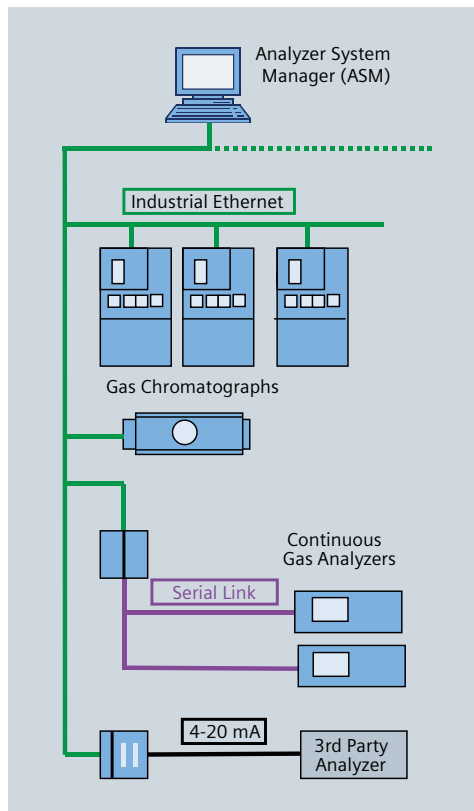 Analyzer System
Manager (ASM)
Industrial Ethernet
Gas Chromatographs
Continuous
Gas Analyzers
Serial Link
4-20 mA
3rd Party
Analyzer